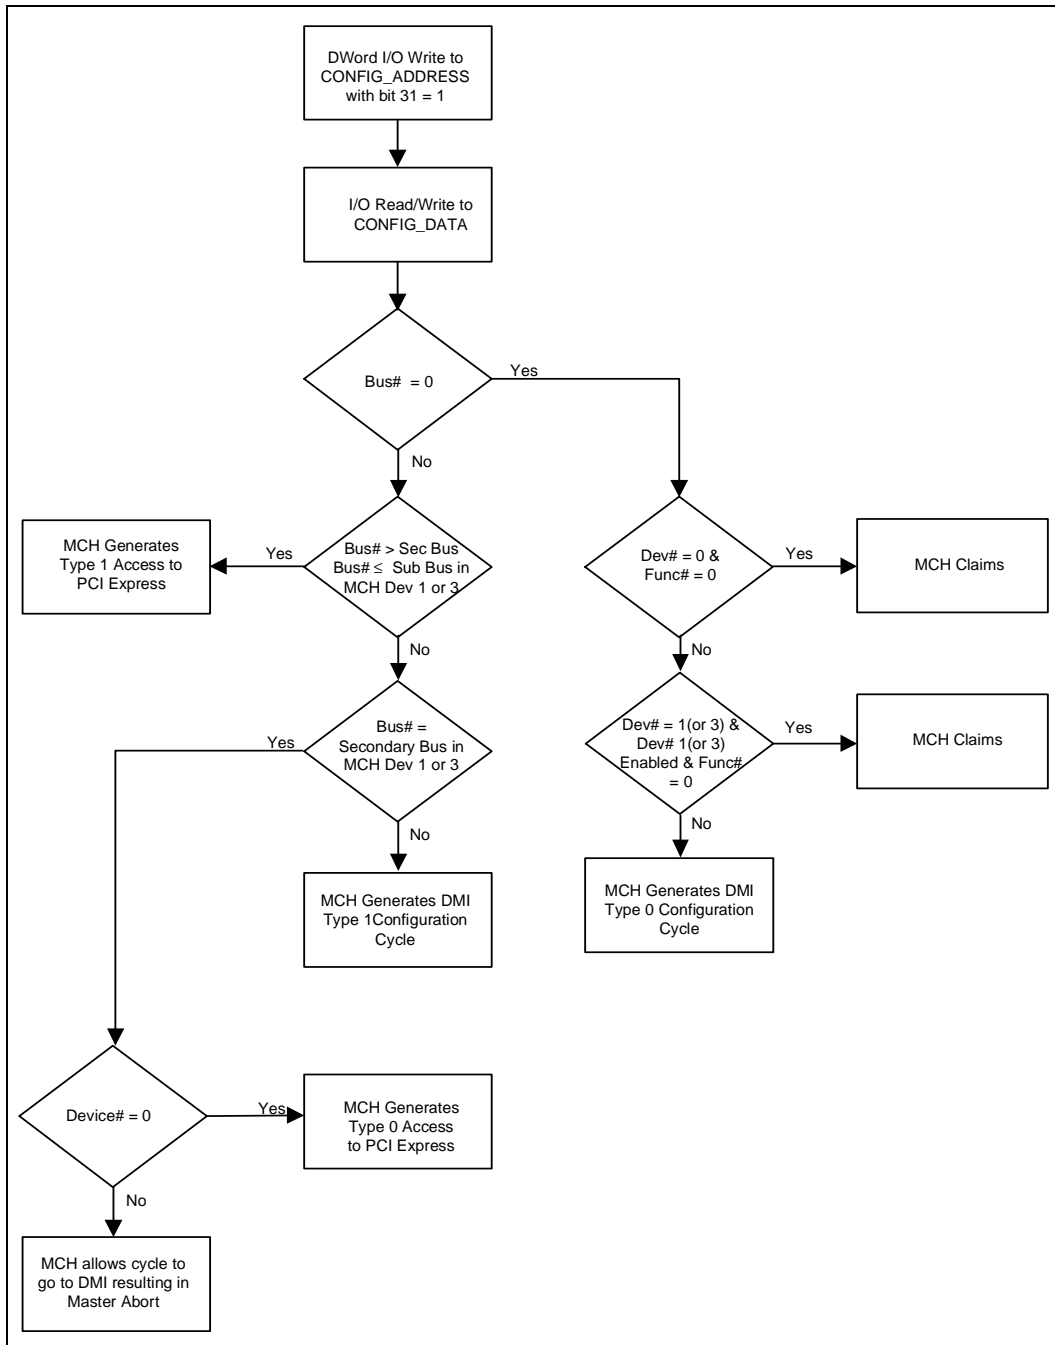 DWord I/O Write to
CONFIG_ADDRESS
with bit 31 = 1
I/O Read/Write to
CONFIG_DATA
Bus# = 0
Yes
No
Bus# > Sec Bus
Bus# ≤ Sub Bus in
MCH Dev 1 or 3
Yes
MCH Generates
Type 1 Access to
PCI Express
Dev# = 0 &
Func# = 0
Yes
MCH Claims
No
No
Bus# =
Secondary Bus in
MCH Dev 1 or 3
Yes
Dev# = 1(or 3) &
Dev# 1(or 3)
Enabled & Func#
= 0
Yes
MCH Claims
No
No
MCH Generates DMI
Type 1Configuration
Cycle
MCH Generates DMI
Type 0 Configuration
Cycle
Device# = 0
Yes
MCH Generates
Type 0 Access
to PCI Express
No
MCH allows cycle to
go to DMI resulting in
Master Abort